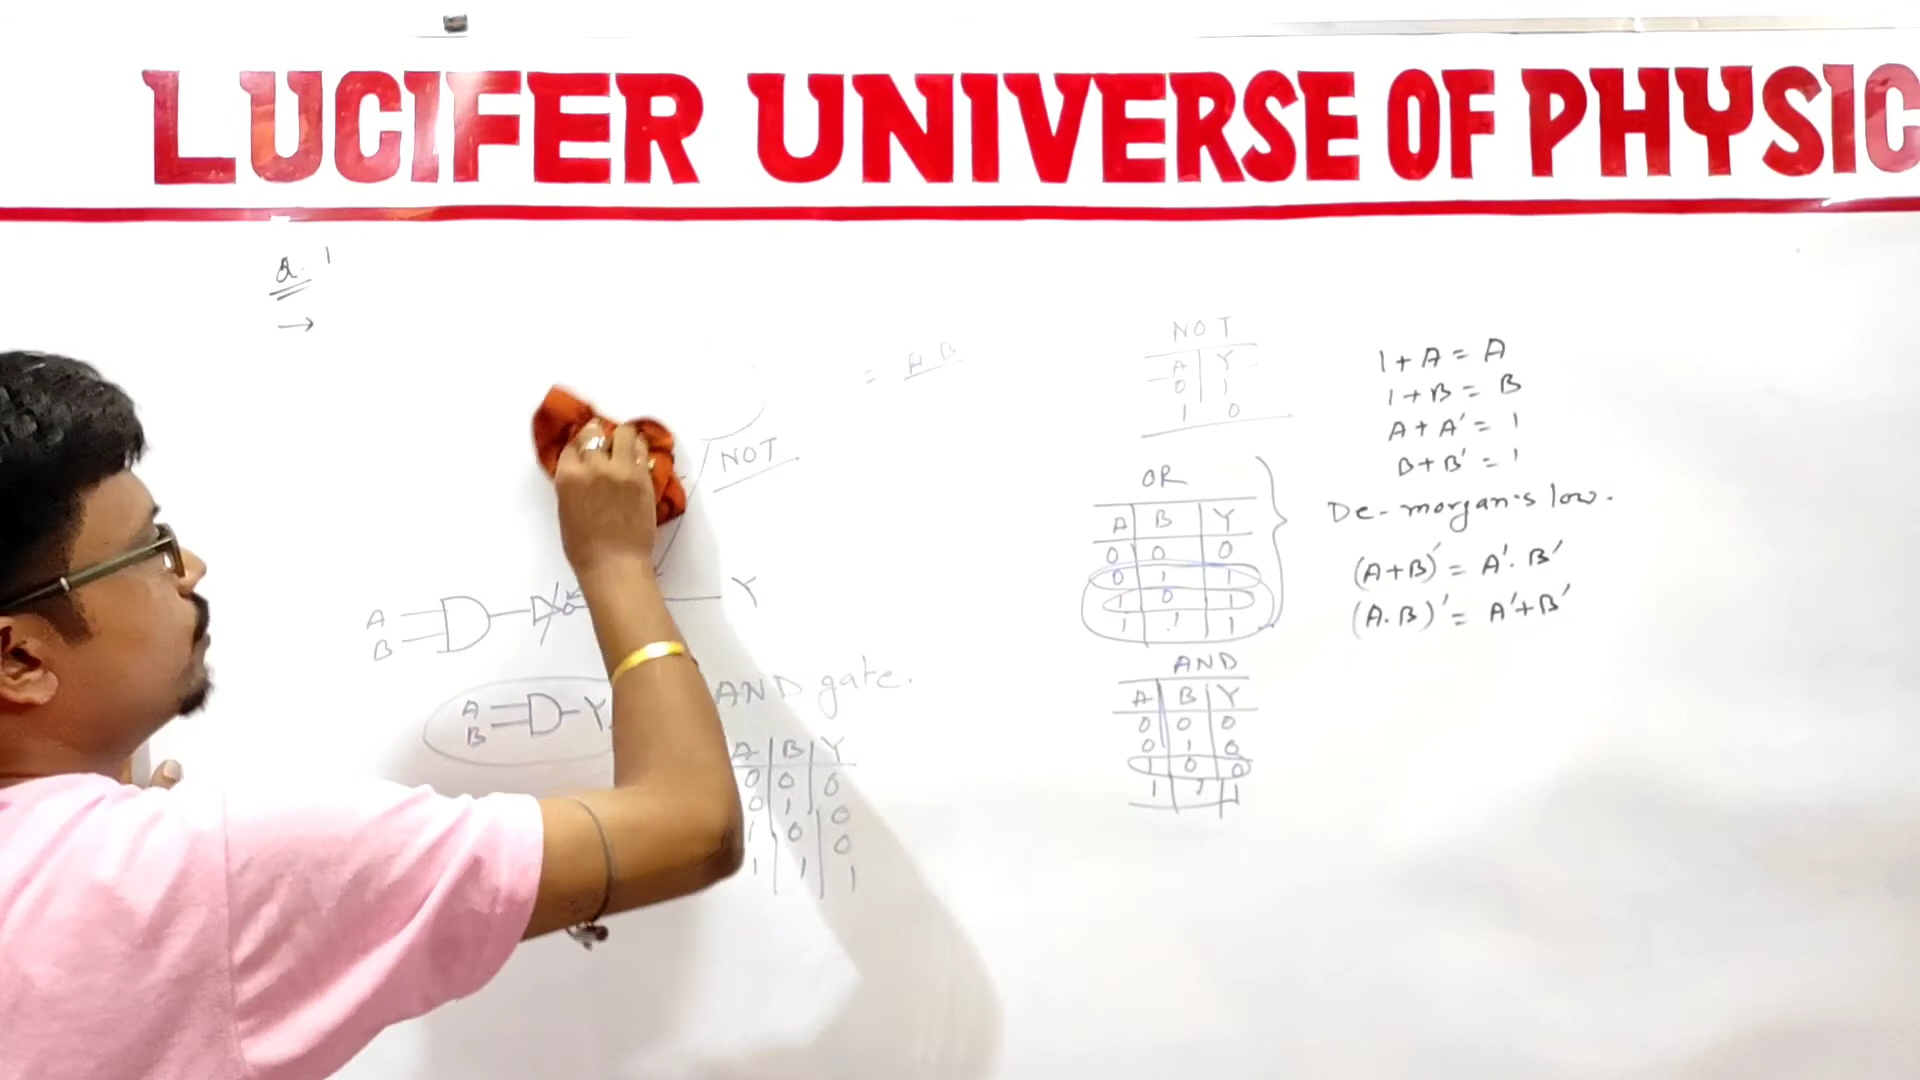 LUCIFER UNIVERSE OF PHYSIC
Q. 1
→
= A B
NOT
A
B
Y
A
B
Y
AND gate.
A B Y
0 0 0
0 1 0
1 0 0
1 1 1
NOT
A Y
0 1
1 0
OR
A B Y
0 0 0
0 1 1
1 0 1
1 1 1
AND
A B Y
0 0 0
0 1 0
1 0 0
1 1 1
1 + A = A
1 + B = B
A + A' = 1
B + B' = 1
De-morgan's low.
(A+B)' = A'. B'
(A. B)' = A'+B'